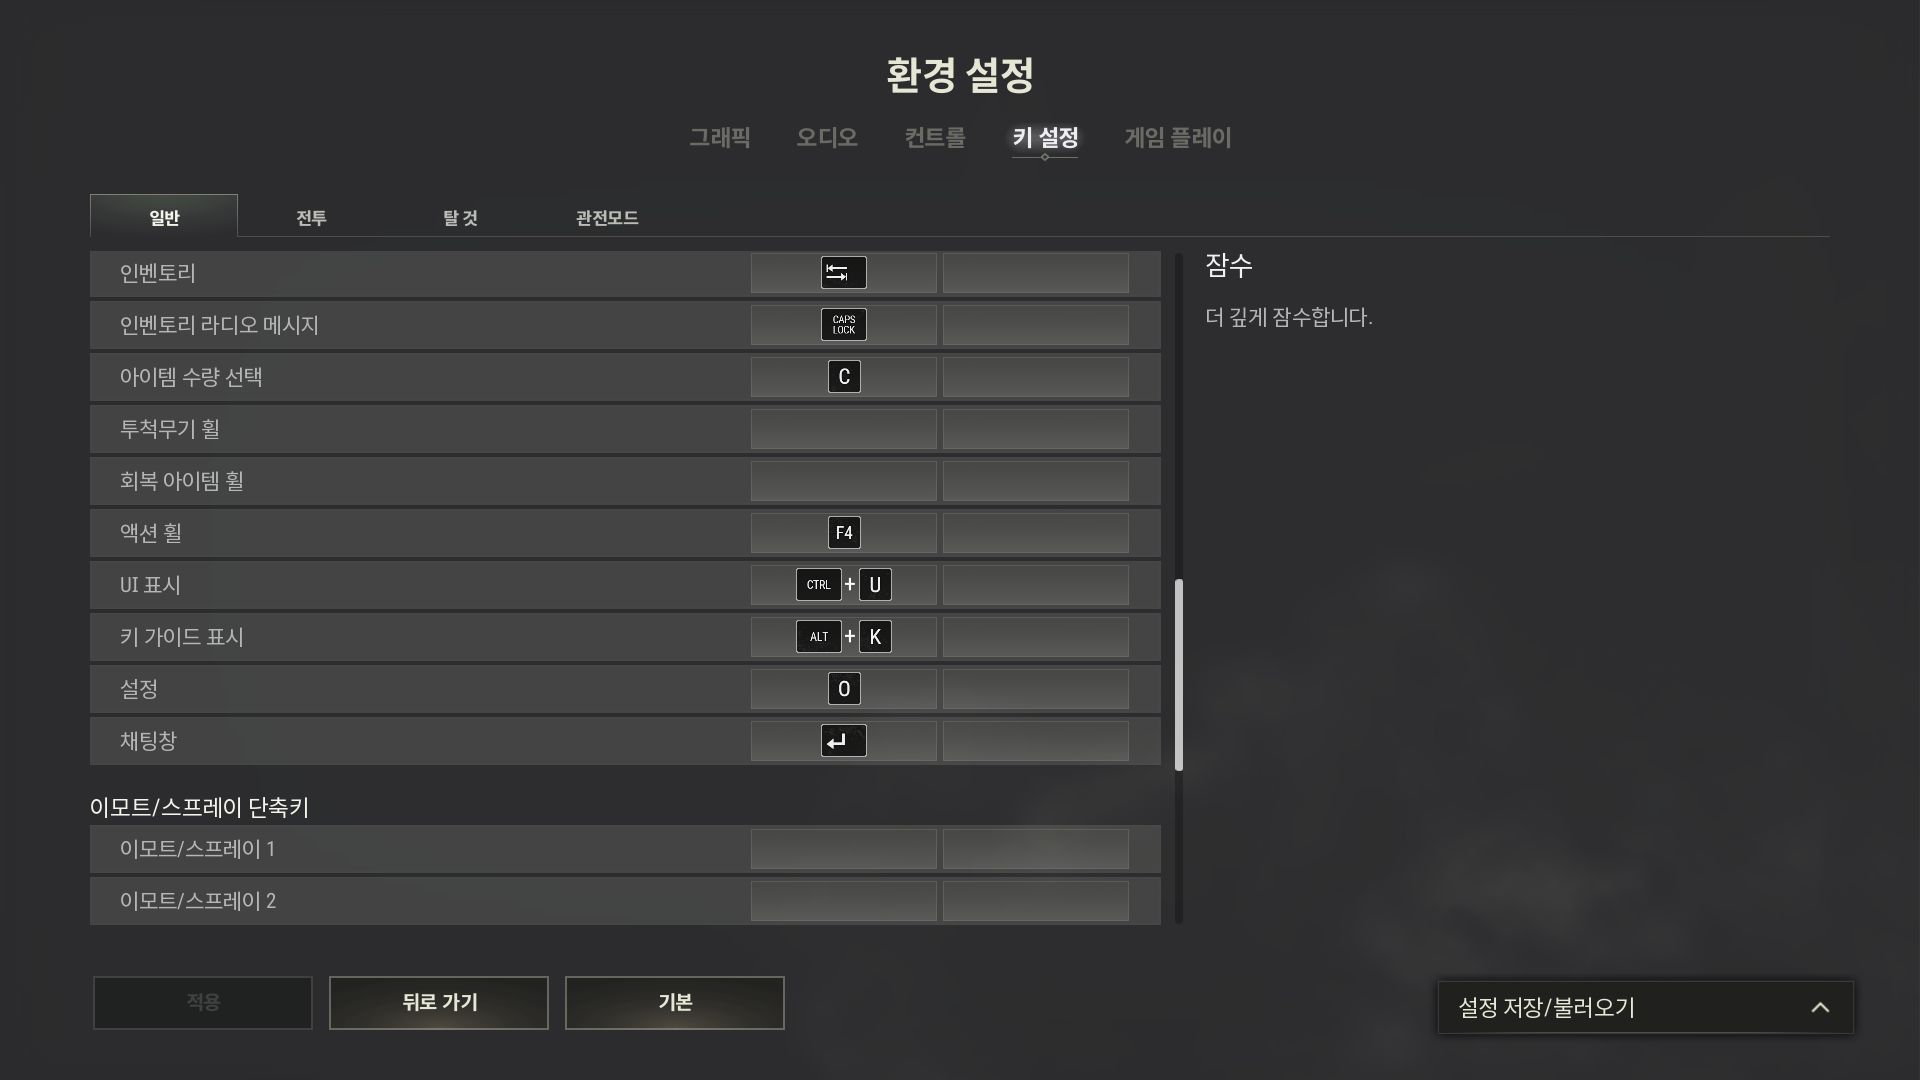 환경 설정
그래픽 오디오 컨트롤 키 설정 게임 플레이
일반 전투 탈 것 관전모드
인벤토리
인벤토리 라디오 메시지 CAPS LOCK
아이템 수량 선택 C
투척무기 휠
회복 아이템 휠
액션 휠 F4
UI 표시 CTRL + U
키 가이드 표시 ALT + K
설정 O
채팅창
이모트/스프레이 단축키
이모트/스프레이 1
이모트/스프레이 2
잠수
더 깊게 잠수합니다.
적용 뒤로 가기 기본
설정 저장/불러오기